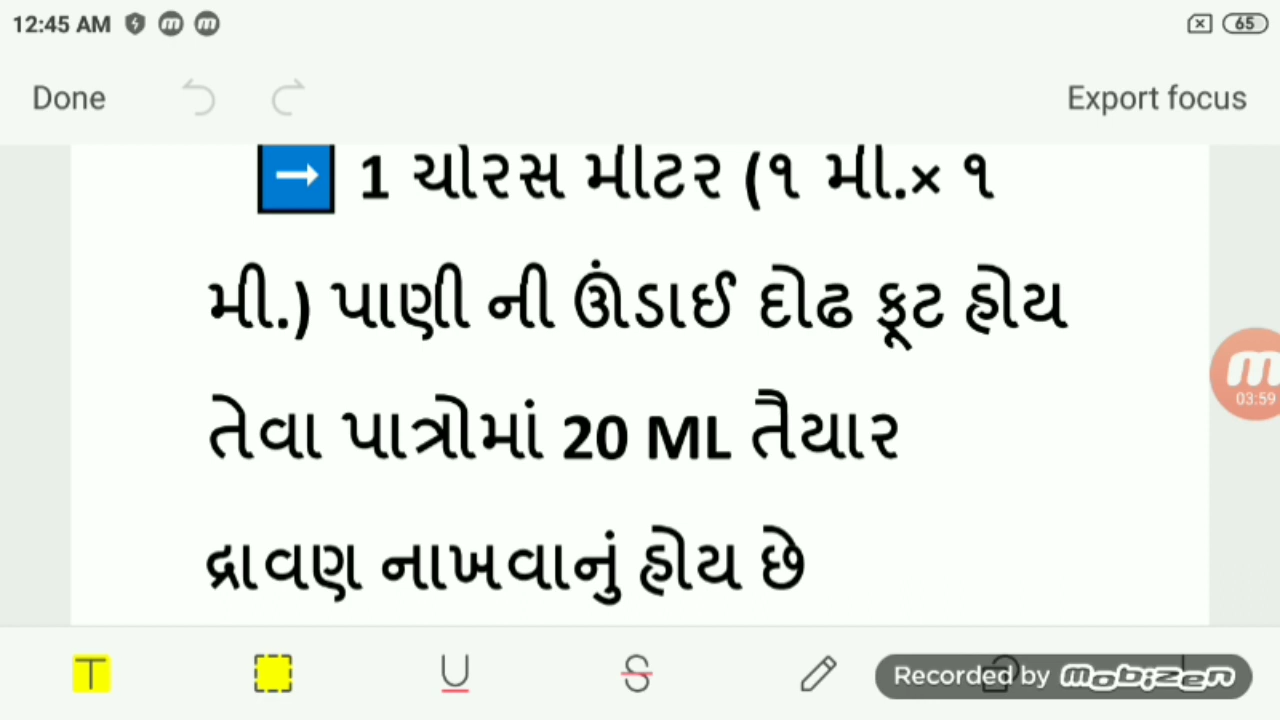 12:45 AM
65
Done
Export focus
➡ 1 ચોરસ મીટર (૧ મી.× ૧
મી.) પાણી ની ઊંડાઈ દોઢ ફૂટ હોય
03:59
તેવા પાત્રોમાં 20 ML તૈયાર
દ્રાવણ નાખવાનું હોય છે
T
U
S
Recorded by mobizen